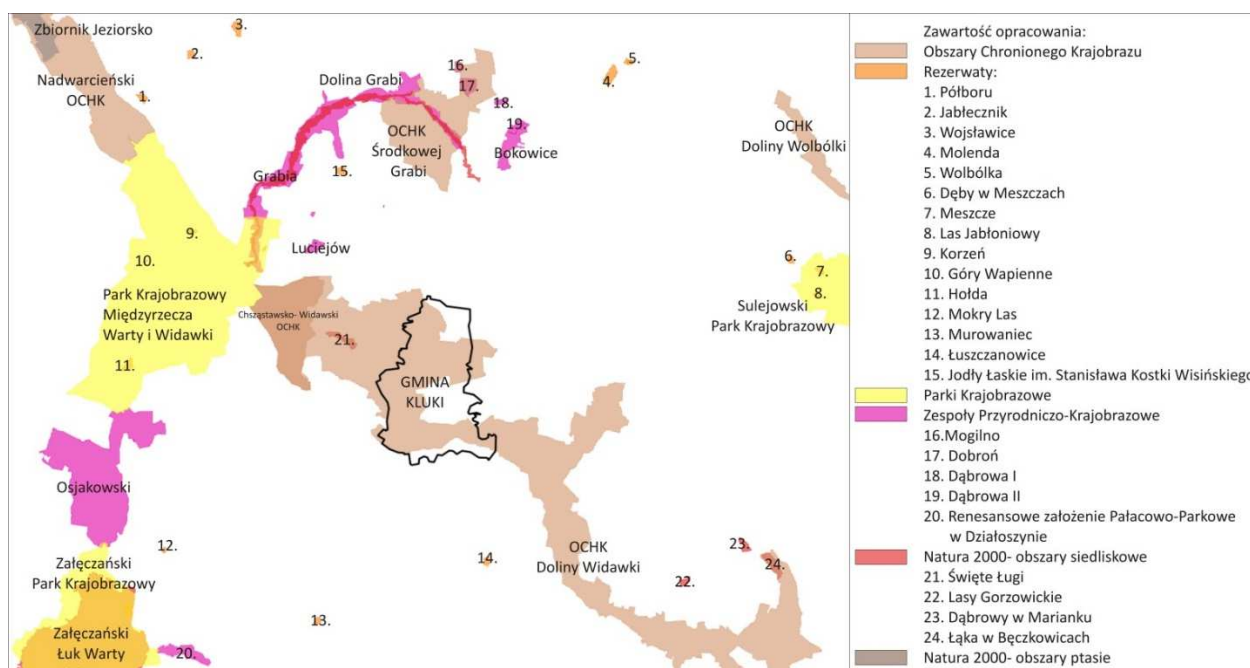 Zbiornik Jeziorsko
3.
2.
Nadwarcieński
OCHK
1.
Dolina Grabi
16.
17.
5.
4.
18.
19.
Bokowice
OCHK
Środkowej
Grabi
OCHK
Doliny Wolbólki
Grabia
15.
Luciejów
9.
10.
6.
7.
8.
Park Krajobrazowy
Międzyrzecza
Warty i Widawki
Chsząstawsko- Widawski
OCHK
Sulejowski
Park Krajobrazowy
21.
11.
GMINA
KLUKI
Osjakowski
12.
Załęczański
Park Krajobrazowy
14.
OCHK
Doliny Widawki
23.
24.
22.
13.
Załęczański
Łuk Warty
20.
Zawartość opracowania:
Obszary Chronionego Krajobrazu
Rezerwaty:
1. Półboru
2. Jabłecznik
3. Wojsławice
4. Molenda
5. Wolbólka
6. Dęby w Meszczach
7. Meszcze
8. Las Jabłoniowy
9. Korzeń
10. Góry Wapienne
11. Hołda
12. Mokry Las
13. Murowaniec
14. Łuszczanowice
15. Jodły Łaskie im. Stanisława Kostki Wisińskiego
Parki Krajobrazowe
Zespoły Przyrodniczo-Krajobrazowe
16.Mogilno
17. Dobroń
18. Dąbrowa I
19. Dąbrowa II
20. Renesansowe założenie Pałacowo-Parkowe
w Działoszynie
Natura 2000- obszary siedliskowe
21. Święte Ługi
22. Lasy Gorzowickie
23. Dąbrowy w Marianku
24. Łąka w Bęczkowicach
Natura 2000- obszary ptasie